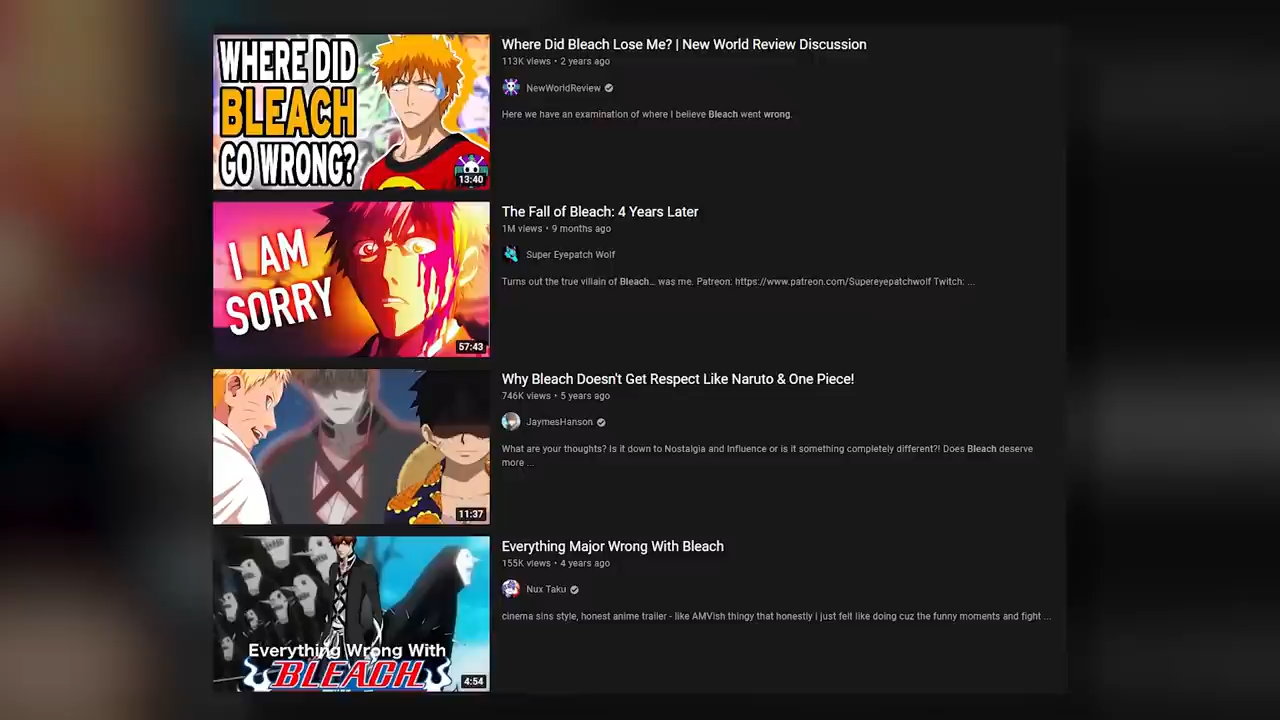 WHERE DID
BLEACH
GO WRONG?
13:40
Where Did Bleach Lose Me? | New World Review Discussion
113K views • 2 years ago
NewWorldReview
Here we have an examination of where I believe Bleach went wrong.
I AM
SORRY
57:43
The Fall of Bleach: 4 Years Later
1M views • 9 months ago
Super Eyepatch Wolf
Turns out the true villain of Bleach... was me. Patreon: https://www.patreon.com/Supereyepatchwolf Twitch: ...
11:37
Why Bleach Doesn't Get Respect Like Naruto & One Piece!
746K views • 5 years ago
JaymesHanson
What are your thoughts? Is it down to Nostalgia and Influence or is it something completely different?! Does Bleach deserve
more ...
Everything Wrong With
BLEACH
4:54
Everything Major Wrong With Bleach
155K views • 4 years ago
Nux Taku
cinema sins style, honest anime trailer - like AMVish thingy that honestly i just felt like doing cuz the funny moments and fight ...